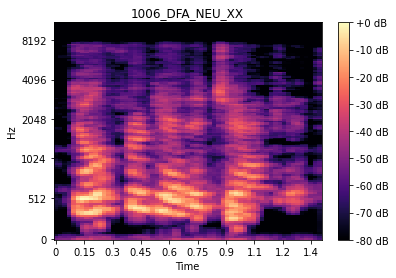 1006_DFA_NEU_XX
+0 dB
-10 dB
-20 dB
-30 dB
-40 dB
-50 dB
-60 dB
-70 dB
-80 dB
8192
4096
2048
1024
512
0
Hz
0 0.15 0.3 0.45 0.6 0.75 0.9 1.1 1.2 1.4
Time